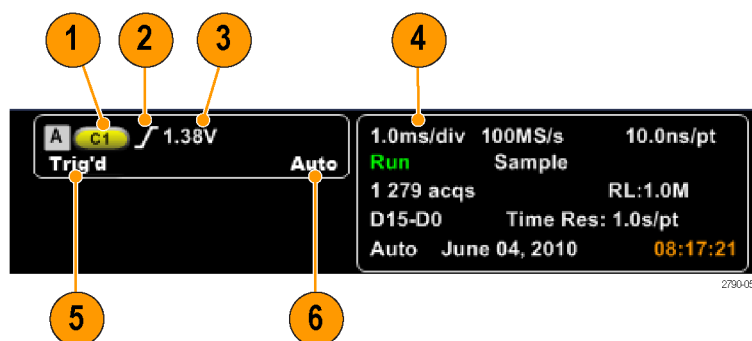 1 2 3 4
A C1 1.38V
Trig'd Auto
1.0ms/div 100MS/s 10.0ns/pt
Run Sample
1 279 acqs RL:1.0M
D15-D0 Time Res: 1.0s/pt
Auto June 04, 2010 08:17:21
5 6